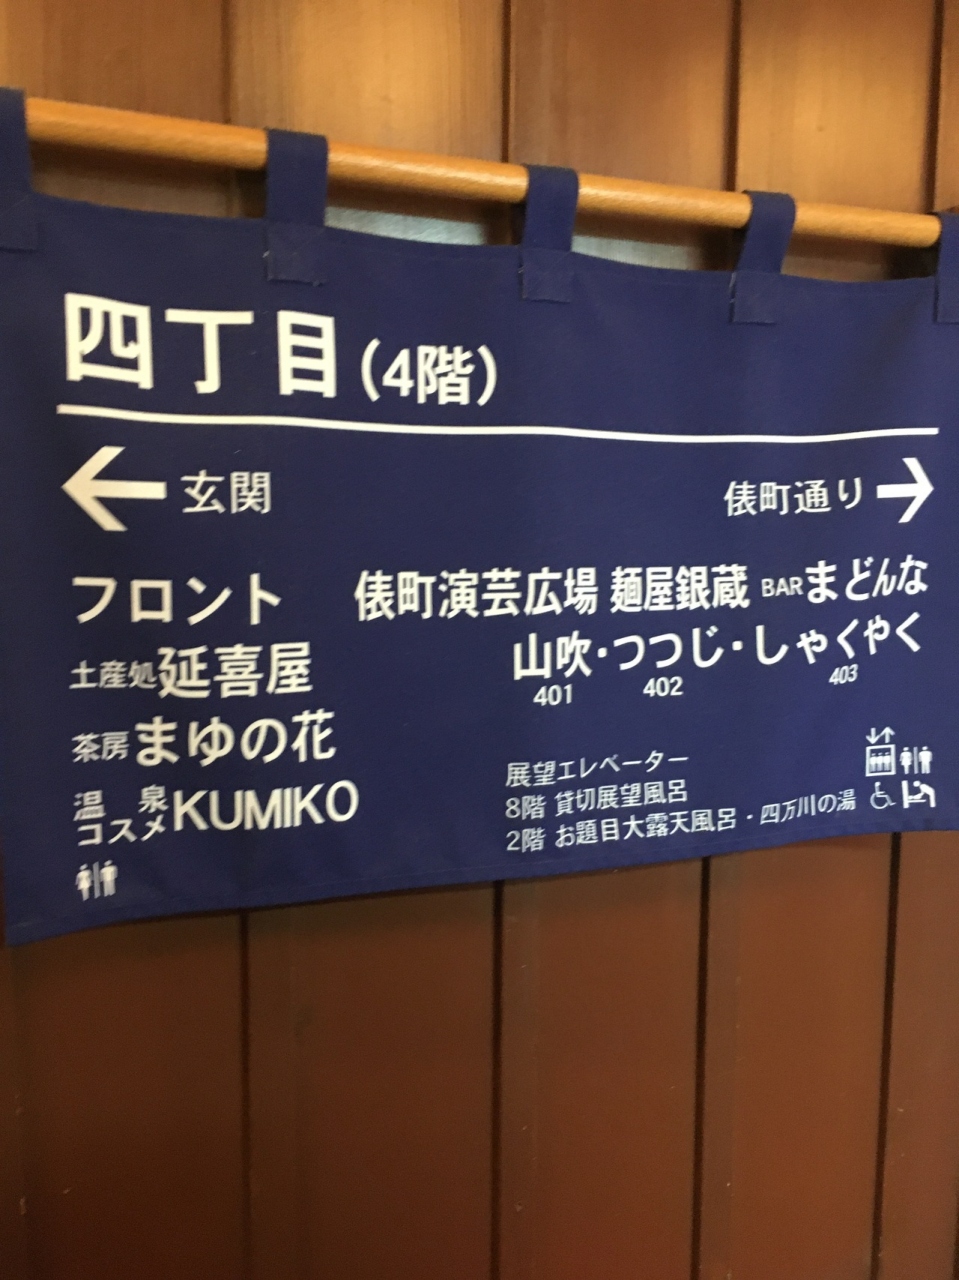 四丁目(4階)
← 玄関
俵町通り →
フロント
土産処延喜屋
茶房まゆの花
温泉コスメKUMIKO
俵町演芸広場 麺屋銀蔵 BARまどんな
山吹・つつじ・しゃくやく
401 402 403
展望エレベーター
8階 貸切展望風呂
2階 お題目大露天風呂・四万川の湯